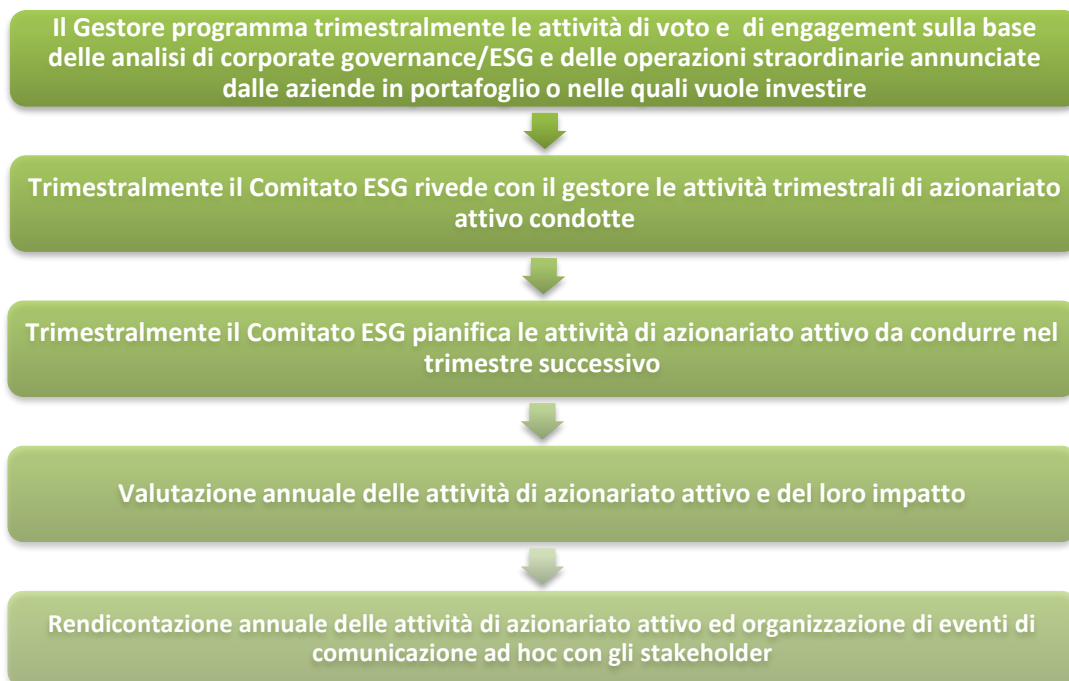 Il Gestore programma trimestralmente le attività di voto e  di engagement sulla base
delle analisi di corporate governance/ESG e delle operazioni straordinarie annunciate
dalle aziende in portafoglio o nelle quali vuole investire
Trimestralmente il Comitato ESG rivede con il gestore le attività trimestrali di azionariato
attivo condotte
Trimestralmente il Comitato ESG pianifica le attività di azionariato attivo da condurre nel
trimestre successivo
Valutazione annuale delle attività di azionariato attivo e del loro impatto
Rendicontazione annuale delle attività di azionariato attivo ed organizzazione di eventi di
comunicazione ad hoc con gli stakeholder